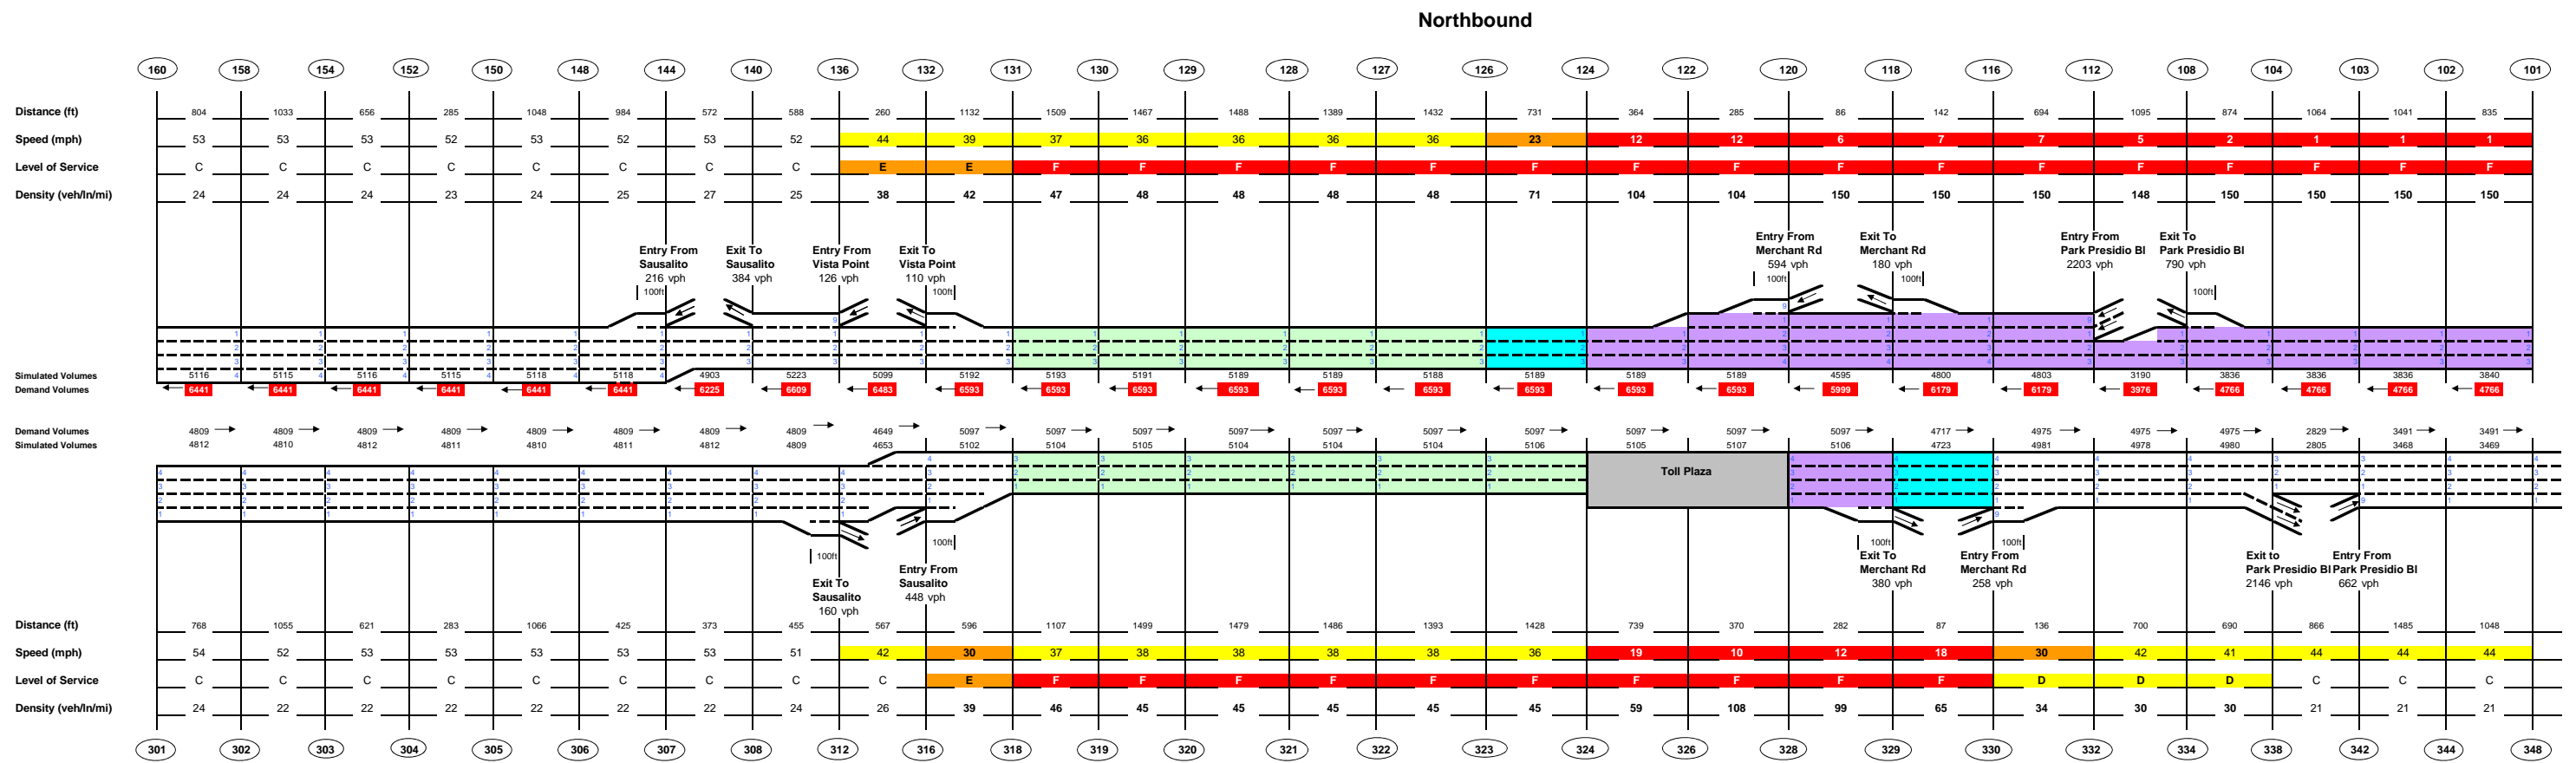 Northbound
160 158 154 152 150 148 144 140 136 132 131 130 129 128 127 126 124 122 120 118 116 112 108 104 103 102 101
Distance (ft) 804 1033 656 285 1048 984 572 588 260 1132 1509 1467 1488 1389 1432 731 364 285 86 142 694 1095 874 1064 1041 835
Speed (mph) 53 53 53 52 53 52 53 52 44 39 37 36 36 36 36 23 12 12 6 7 7 5 2 1 1 1
Level of Service C C C C C C C C E E F F F F F F F F F F F F F F F F
Density (veh/ln/mi) 24 24 24 23 24 25 27 25 38 42 47 48 48 48 48 71 104 104 150 150 150 148 150 150 150 150
Entry From Exit To Entry From Exit To Entry From Exit To Entry From Exit To
Sausalito Sausalito Vista Point Vista Point Merchant Rd Merchant Rd Park Presidio Bl Park Presidio Bl
216 vph 384 vph 126 vph 110 vph 594 vph 180 vph 2203 vph 790 vph
100ft 100ft 100ft 100ft 100ft
Simulated Volumes 5116 5115 5116 5115 5118 5118 4903 5223 5099 5192 5193 5191 5189 5189 5188 5189 5189 5189 4595 4800 4803 3190 3836 3836 3836 3840
Demand Volumes 6441 6441 6441 6441 6441 6441 6225 6609 6483 6593 6593 6593 6593 6593 6593 6593 6593 6593 5999 6179 6179 3976 4766 4766 4766 4766
Demand Volumes 4809 4809 4809 4809 4809 4809 4809 4809 4649 5097 5097 5097 5097 5097 5097 5097 5097 5097 5097 4717 4975 4975 4975 2829 3491 3491
Simulated Volumes 4812 4810 4812 4811 4810 4811 4812 4809 4653 5102 5104 5105 5104 5104 5104 5106 5105 5107 5106 4723 4981 4978 4980 2805 3468 3469
Toll Plaza
100ft 100ft 100ft 100ft
Exit To Entry From Exit To Entry From Exit to Entry From
Sausalito Sausalito Merchant Rd Merchant Rd Park Presidio Bl Park Presidio Bl
160 vph 448 vph 380 vph 258 vph 2146 vph 662 vph
Distance (ft) 768 1055 621 283 1066 425 373 455 567 596 1107 1499 1479 1486 1393 1428 739 370 282 87 136 700 690 866 1485 1048
Speed (mph) 54 52 53 53 53 53 53 51 42 30 37 38 38 38 38 36 19 10 12 18 30 42 41 44 44 44
Level of Service C C C C C C C C C E F F F F F F F F F F D D D C C C
Density (veh/ln/mi) 24 22 22 22 22 22 22 24 26 39 46 45 45 45 45 45 59 108 99 65 34 30 30 21 21 21
301 302 303 304 305 306 307 308 312 316 318 319 320 321 322 323 324 326 328 329 330 332 334 338 342 344 348